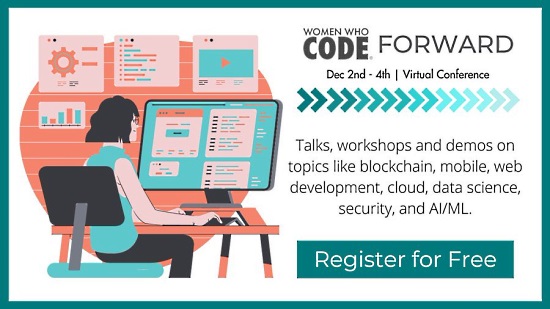 WOMEN WHO
CODE® FORWARD
Dec 2nd - 4th | Virtual Conference
Talks, workshops and demos on
topics like blockchain, mobile, web
development, cloud, data science,
security, and AI/ML.
Register for Free